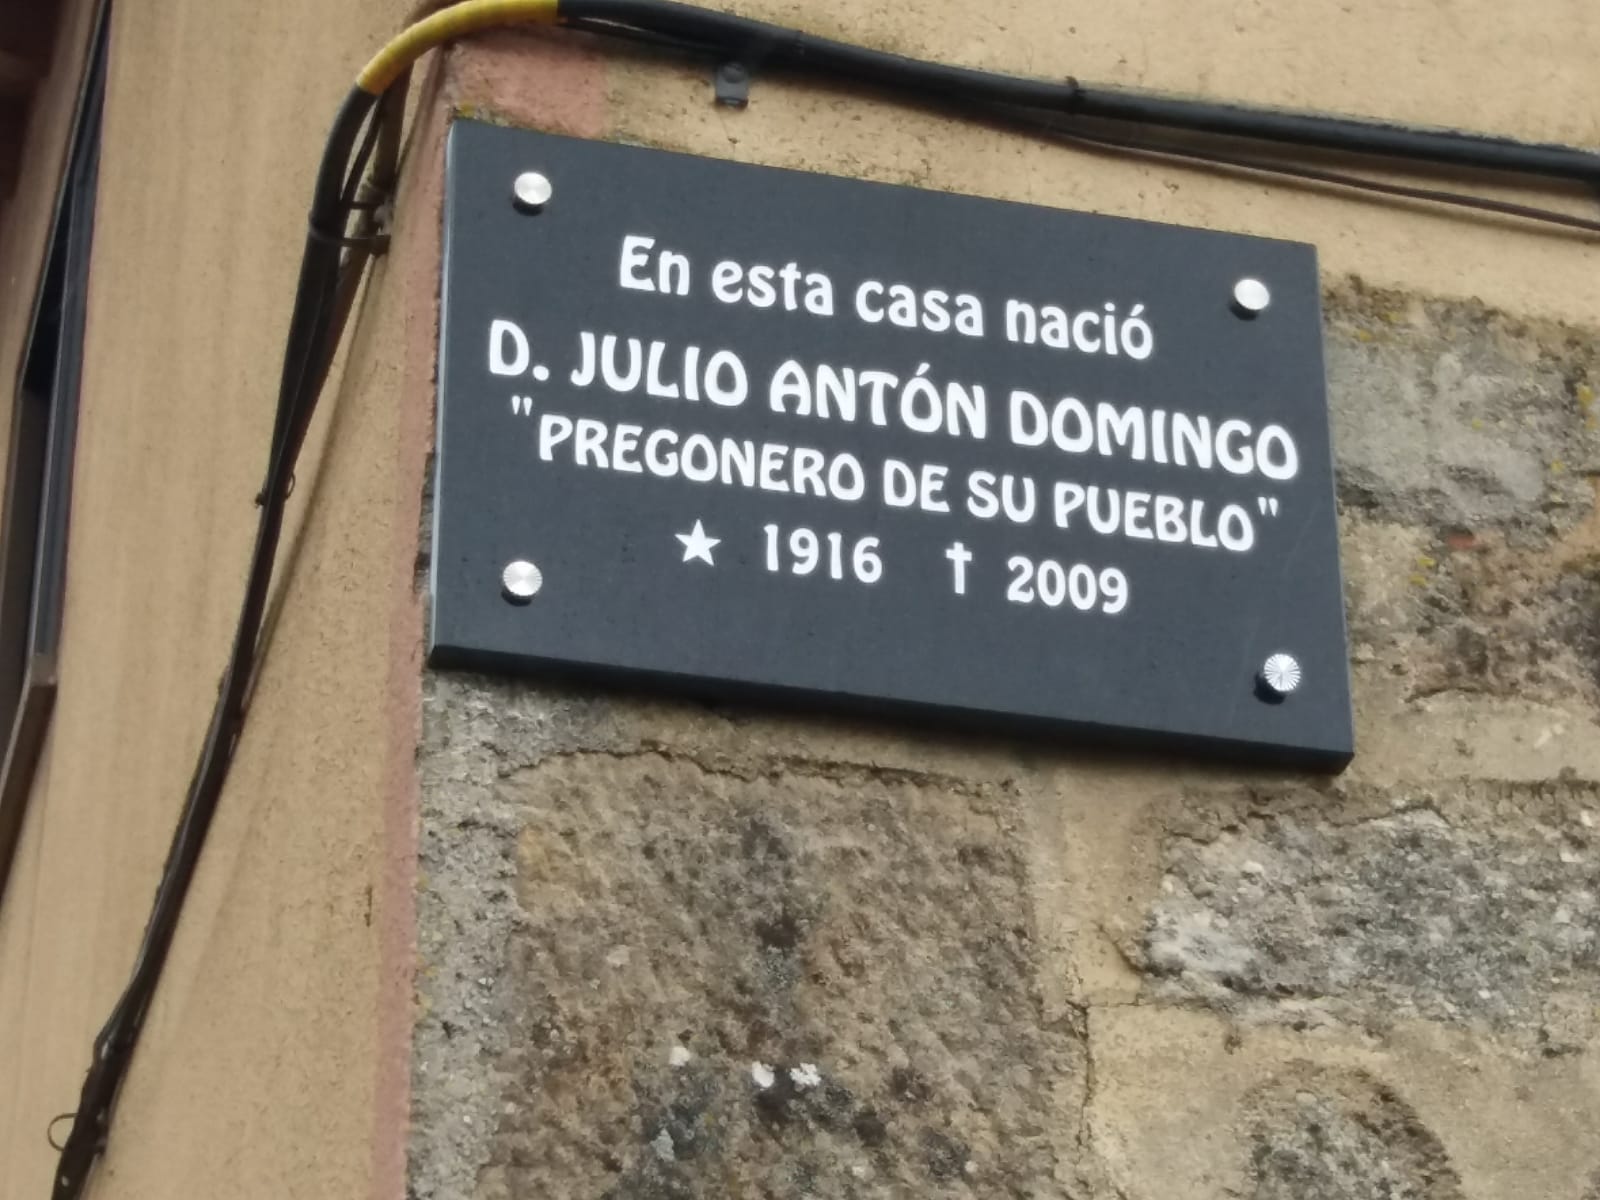 En esta casa nació
D. JULIO ANTÓN DOMINGO
"PREGONERO DE SU PUEBLO"
★ 1916 † 2009